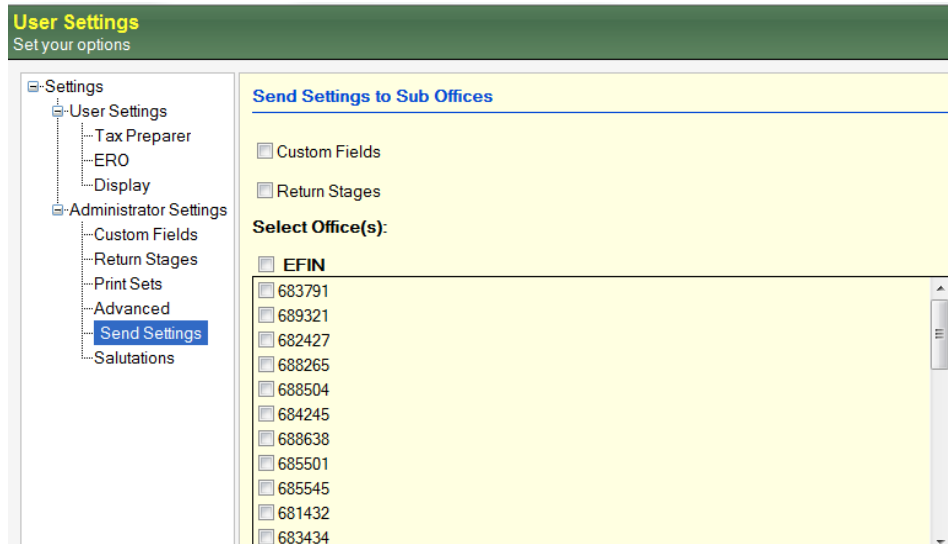 User Settings
Set your options
Settings
User Settings
Tax Preparer
ERO
Display
Administrator Settings
Custom Fields
Return Stages
Print Sets
Advanced
Send Settings
Salutations
Send Settings to Sub Offices
Custom Fields
Return Stages
Select Office(s):
EFIN
683791
689321
682427
688265
688504
684245
688638
685501
685545
681432
683434